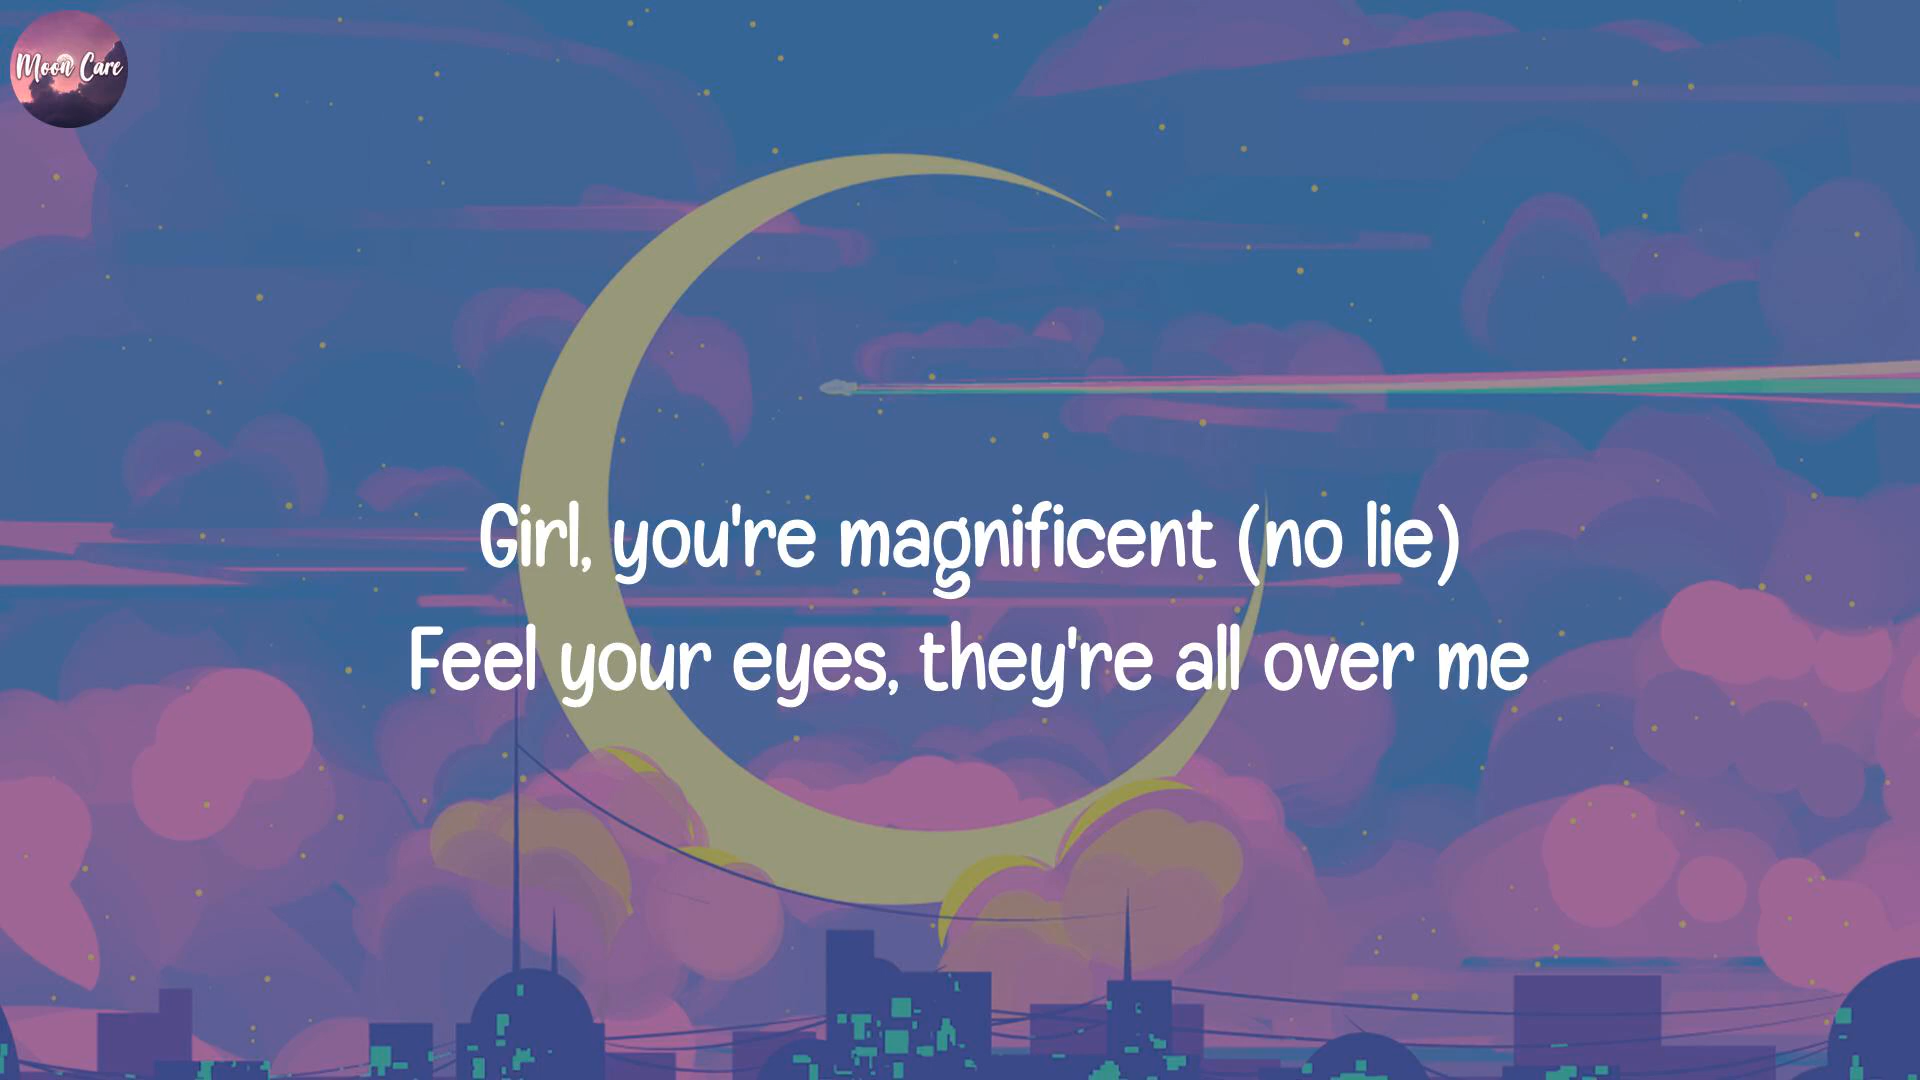 Moon Care
Girl, you're magnificent (no lie)
Feel your eyes, they're all over me